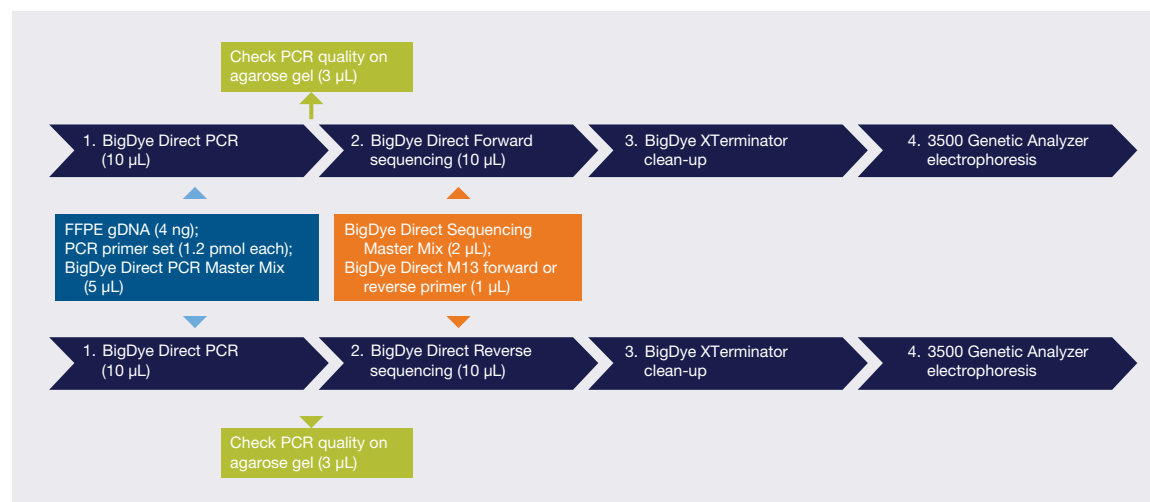 Check PCR quality on
agarose gel (3 µL)
1. BigDye Direct PCR
(10 µL)
2. BigDye Direct Forward
sequencing (10 µL)
3. BigDye XTerminator
clean-up
4. 3500 Genetic Analyzer
electrophoresis
FFPE gDNA (4 ng);
PCR primer set (1.2 pmol each);
BigDye Direct PCR Master Mix
(5 µL)
BigDye Direct Sequencing
Master Mix (2 µL);
BigDye Direct M13 forward or
reverse primer (1 µL)
1. BigDye Direct PCR
(10 µL)
2. BigDye Direct Reverse
sequencing (10 µL)
3. BigDye XTerminator
clean-up
4. 3500 Genetic Analyzer
electrophoresis
Check PCR quality on
agarose gel (3 µL)